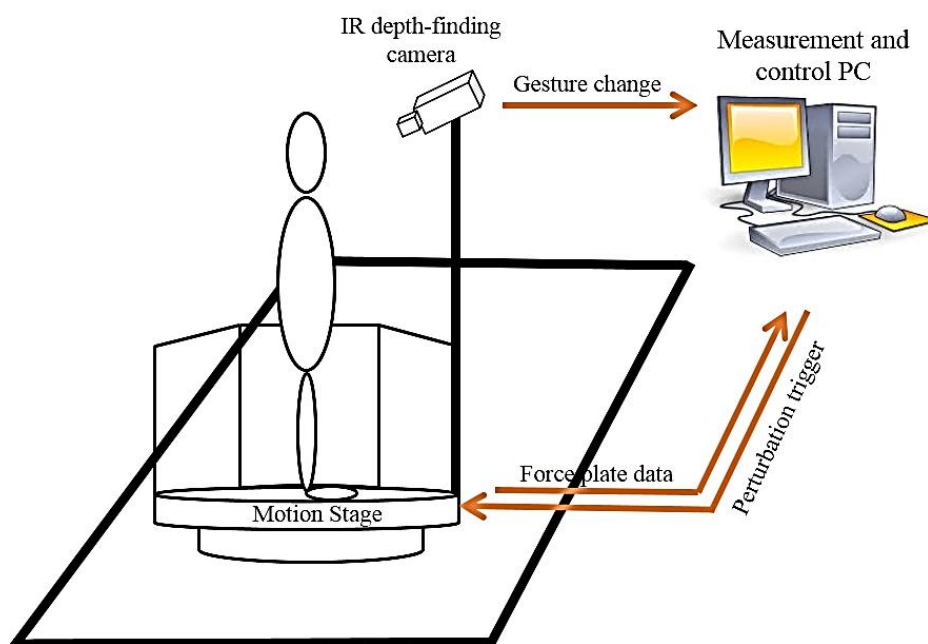 IR depth-finding
camera
Measurement and
control PC
Gesture change
Force plate data
Perturbation trigger
Motion Stage